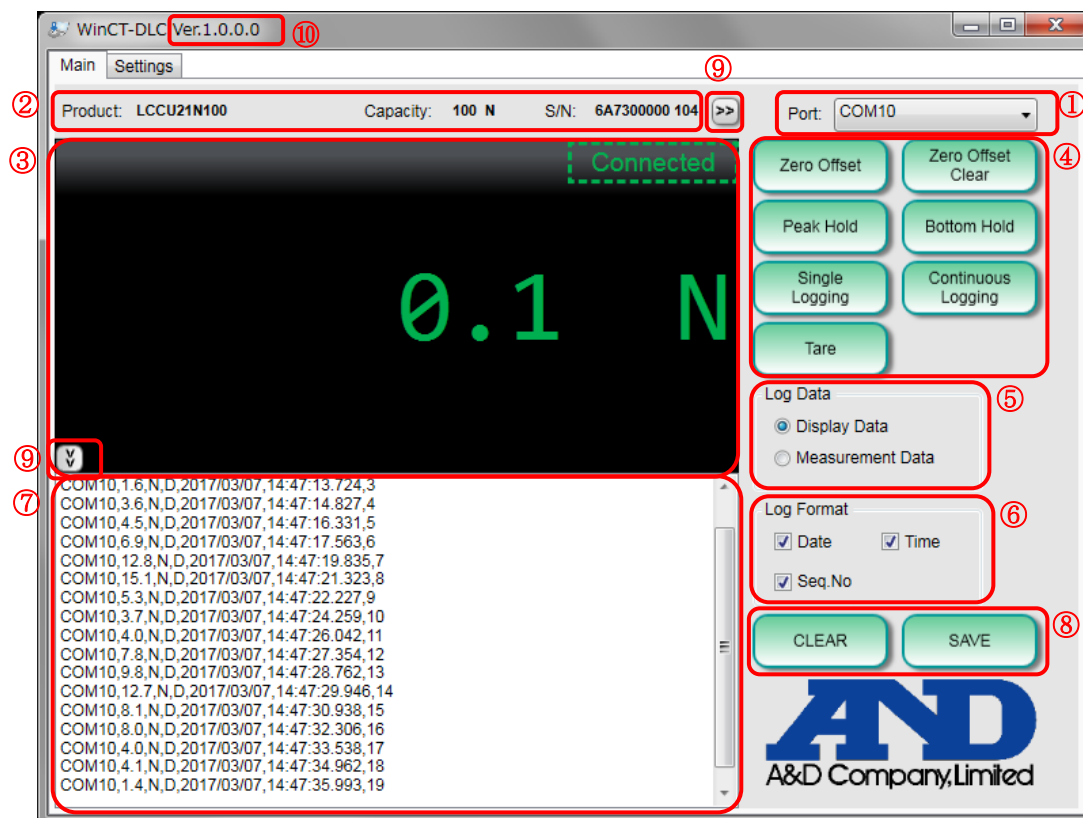 WinCT-DLC Ver.1.0.0.0 ⑩
Main Settings
⑨
② Product: LCCU21N100 Capacity: 100 N S/N: 6A7300000 104 >> Port: COM10 ①
③ Connected
0.1 N
Zero Offset Zero Offset Clear ④
Peak Hold Bottom Hold
Single Logging Continuous Logging
Tare
Log Data ⑤
Display Data
Measurement Data
⑨
⑦
COM10,1.6,N,D,2017/03/07,14:47:13.724,3
COM10,3.6,N,D,2017/03/07,14:47:14.827,4
COM10,4.5,N,D,2017/03/07,14:47:16.331,5
COM10,6.9,N,D,2017/03/07,14:47:17.563,6
COM10,12.8,N,D,2017/03/07,14:47:19.835,7
COM10,15.1,N,D,2017/03/07,14:47:21.323,8
COM10,5.3,N,D,2017/03/07,14:47:22.227,9
COM10,3.7,N,D,2017/03/07,14:47:24.259,10
COM10,4.0,N,D,2017/03/07,14:47:26.042,11
COM10,7.8,N,D,2017/03/07,14:47:27.354,12
COM10,9.8,N,D,2017/03/07,14:47:28.762,13
COM10,12.7,N,D,2017/03/07,14:47:29.946,14
COM10,8.1,N,D,2017/03/07,14:47:30.938,15
COM10,8.0,N,D,2017/03/07,14:47:32.306,16
COM10,4.0,N,D,2017/03/07,14:47:33.538,17
COM10,4.1,N,D,2017/03/07,14:47:34.962,18
COM10,1.4,N,D,2017/03/07,14:47:35.993,19
Log Format ⑥
Date Time
Seq.No
CLEAR SAVE ⑧
AND
A&D Company,Limited